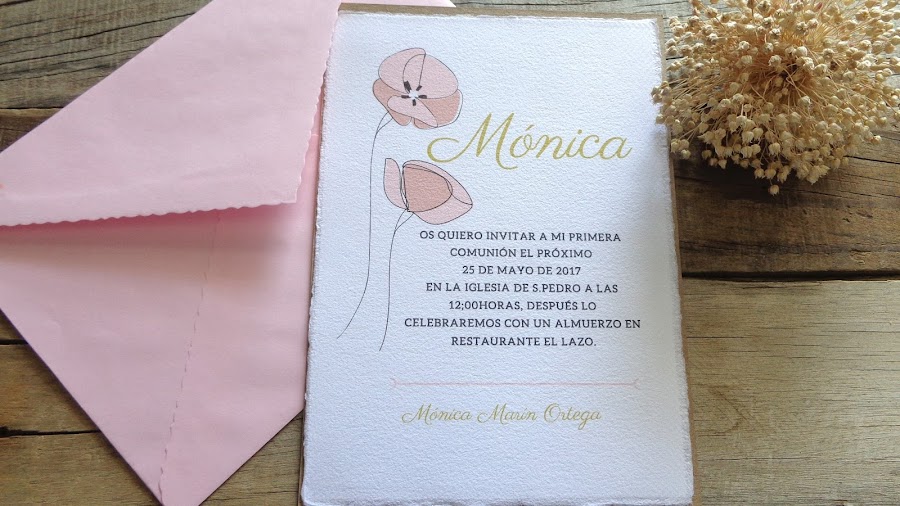 Mónica
OS QUIERO INVITAR A MI PRIMERA
COMUNIÓN EL PRÓXIMO
25 DE MAYO DE 2017
EN LA IGLESIA DE S.PEDRO A LAS
12;00HORAS, DESPUÉS LO
CELEBRAREMOS CON UN ALMUERZO EN
RESTAURANTE EL LAZO.
Mónica Marín Ortega